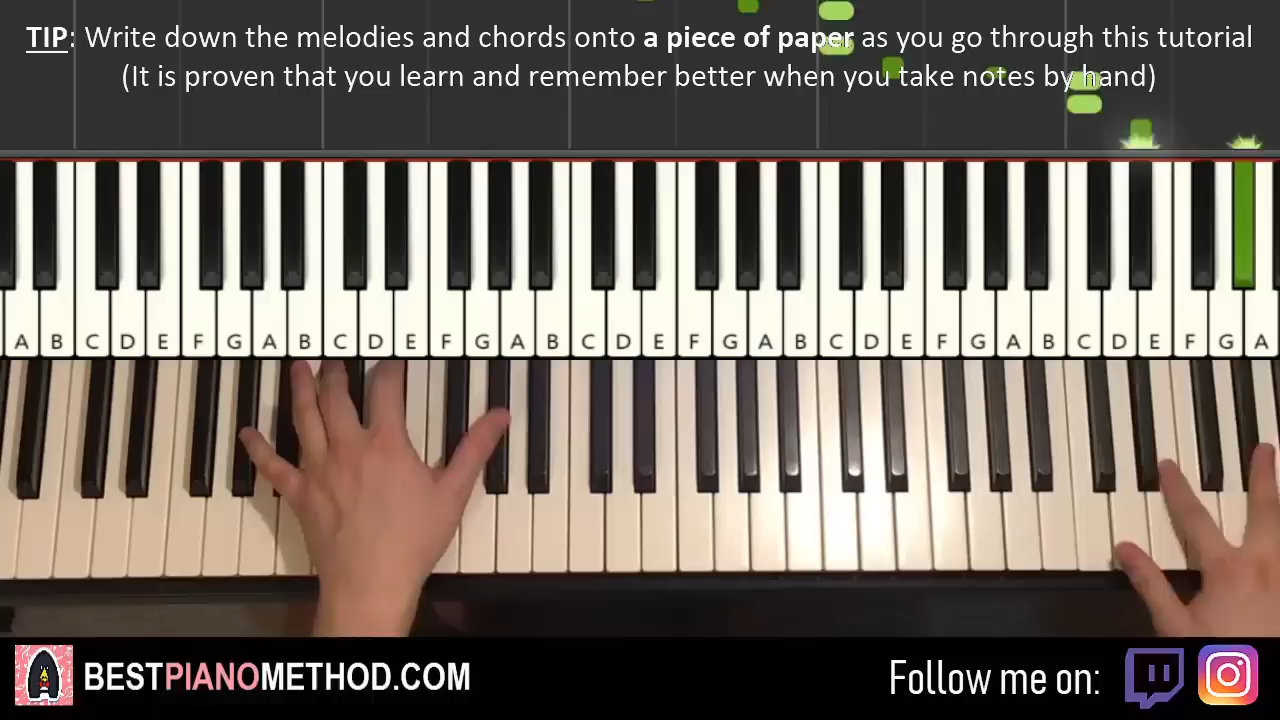 TIP: Write down the melodies and chords onto a piece of paper as you go through this tutorial
(It is proven that you learn and remember better when you take notes by hand)
A B C D E F G A B C D E F G A B C D E F G A B C D E F G A B C D E F G A
BESTPIANOMETHOD.COM
Follow me on: